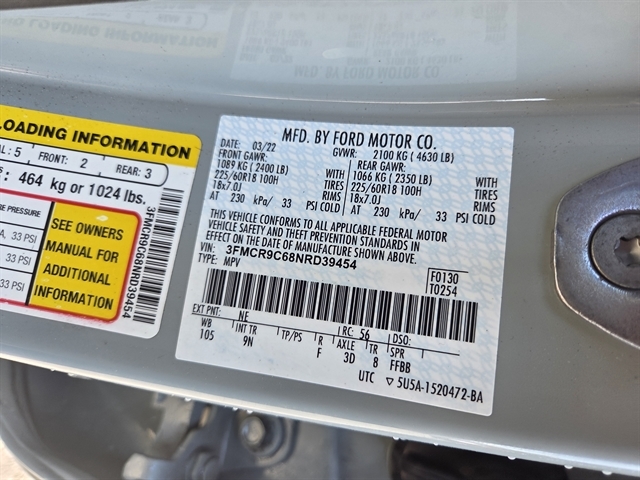 LOADING INFORMATION
: 5 FRONT: 2 REAR: 3
464 kg or 1024 lbs.
PRESSURE
33 PSI
33 PSI
SEE OWNERS
MANUAL FOR
ADDITIONAL
INFORMATION
3FMCR9C68NRD39454
MFD. BY FORD MOTOR CO.
DATE: 03/22 GVWR: 2100 KG ( 4630 LB)
FRONT GAWR: REAR GAWR:
1089 KG ( 2400 LB) WITH 1066 KG ( 2350 LB) WITH
225/60R18 100H TIRES 225/60R18 100H TIRES
18x7.0J RIMS 18x7.0J RIMS
AT 230 kPa/ 33 PSI COLD AT 230 kPa/ 33 PSI COLD
THIS VEHICLE CONFORMS TO ALL APPLICABLE FEDERAL MOTOR
VEHICLE SAFETY AND THEFT PREVENTION STANDARDS IN
EFFECT ON THE DATE OF MANUFACTURE SHOWN ABOVE.
VIN: 3FMCR9C68NRD39454
TYPE: MPV
F0130
T0254
EXT PNT: NE RC: 56 DSO:
WB INT TR TP/PS R AXLE TR SPR
105 9N F 3D 8 FFBB
UTC 5U5A-1520472-BA